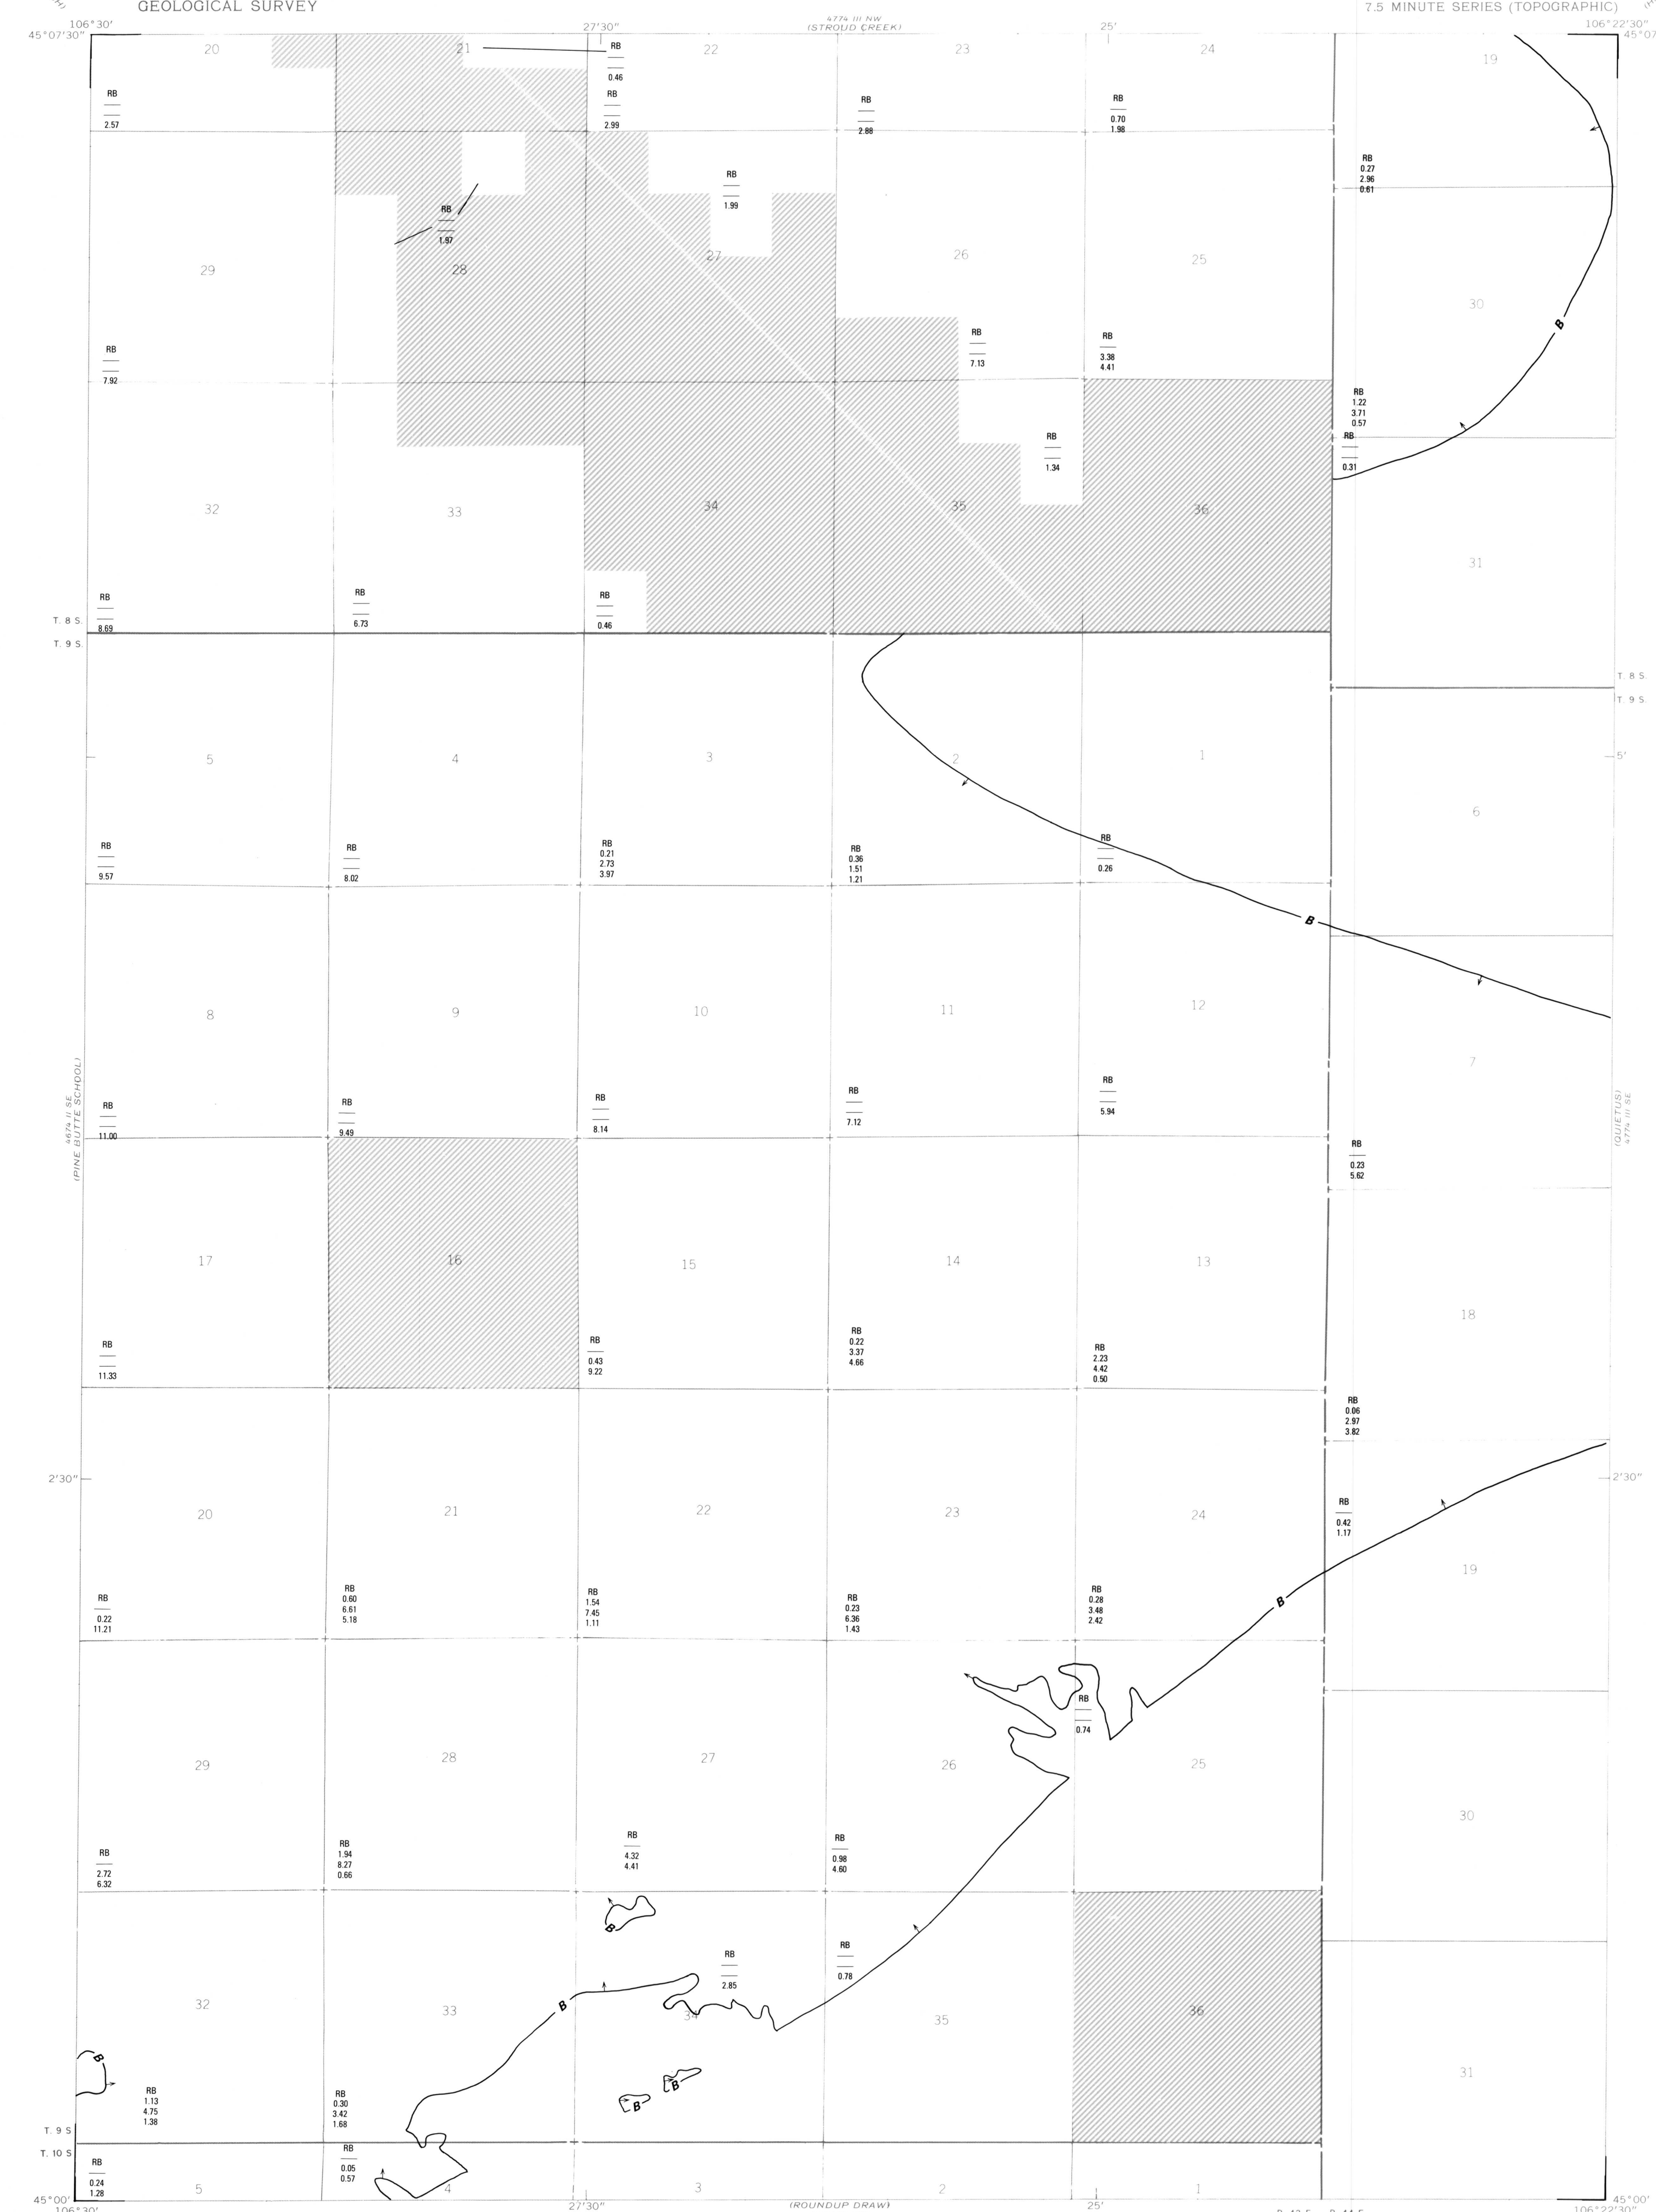 GEOLOGICAL SURVEY
7.5 MINUTE SERIES (TOPOGRAPHIC)
106°30'
27'30"
4774 III NW
(STROUD CREEK)
25'
106°22'30"
45°07'30"
45°07
20
21
22
23
24
19
RB
0.46
RB
2.57
RB
2.99
RB
2.88
RB
0.70
1.98
RB
0.27
2.96
0.61
RB
1.99
RB
1.97
29
28
27
26
25
30
B
RB
7.92
RB
7.13
RB
3.38
4.41
RB
1.22
3.71
0.57
RB
0.31
RB
1.34
32
33
34
35
36
31
RB
8.69
RB
6.73
RB
0.46
T. 8 S.
T. 9 S.
T. 8 S.
T. 9 S.
5
4
3
2
1
5'
6
RB
9.57
RB
8.02
RB
0.21
2.73
3.97
RB
0.36
1.51
1.21
RB
0.26
B
8
9
10
11
12
7
4674 II SE
(PINE BUTTE SCHOOL)
(QUIETUS)
4774 III SE
RB
11.00
RB
9.49
RB
8.14
RB
7.12
RB
5.94
RB
0.23
5.62
17
16
15
14
13
18
RB
11.33
RB
0.43
9.22
RB
0.22
3.37
4.66
RB
2.23
4.42
0.50
RB
0.06
2.97
3.82
2'30"
2'30"
20
21
22
23
24
19
RB
0.42
1.17
RB
0.22
11.21
RB
0.60
6.61
5.18
RB
1.54
7.45
1.11
RB
0.23
6.36
1.43
RB
0.28
3.48
2.42
B
RB
0.74
29
28
27
26
25
30
RB
2.72
6.32
RB
1.94
8.27
0.66
RB
4.32
4.41
RB
0.98
4.60
B
RB
2.85
RB
0.78
32
33
B
34
35
36
31
B
B
B
RB
1.13
4.75
1.38
RB
0.30
3.42
1.68
T. 9 S
T. 10 S
RB
0.24
1.28
RB
0.05
0.57
5
4
3
2
1
45°00'
45°00'
106°30'
27'30"
(ROUNDUP DRAW)
25'
106°22'30"